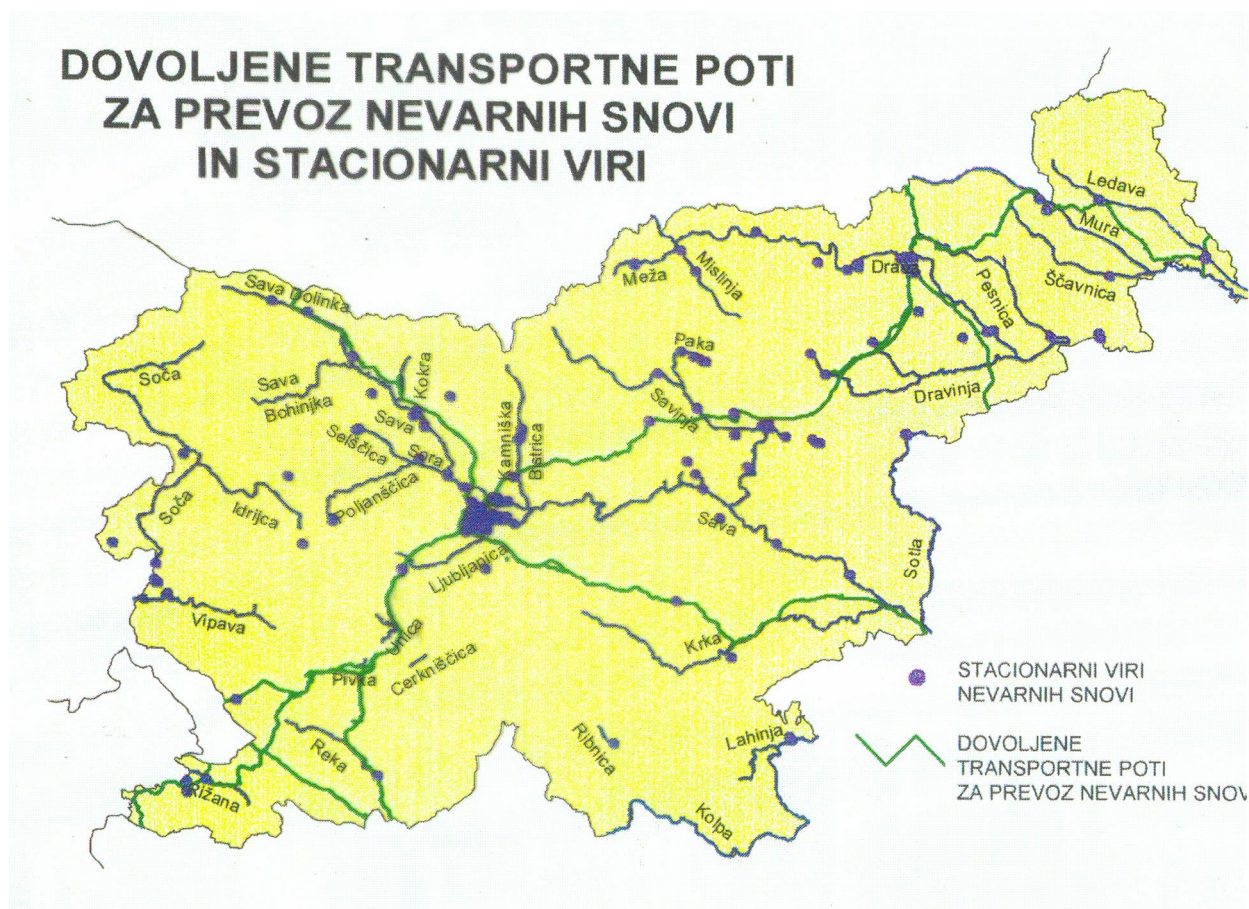 DOVOLJENE TRANSPORTNE POTI
ZA PREVOZ NEVARNIH SNOVI
IN STACIONARNI VIRI
Ledava
Mura
Ščavnica
Pesnica
Drava
Mislinja
Meža
Sava Dolinka
Paka
Kokra
Soča
Sava
Bohinjka
Savinja
Dravinja
Kamniška
Bistrica
Sava
Selščica
Sora
Poljanščica
Soča
Idrijca
Sava
Sotla
Ljubljanica
Vipava
Unica
Krka
Cerkniščica
Pivka
STACIONARNI VIRI
NEVARNIH SNOVI
Reka
Ribnica
Lahinja
DOVOLJENE
TRANSPORTNE POTI
ZA PREVOZ NEVARNIH SNOV
Rižana
Kolpa